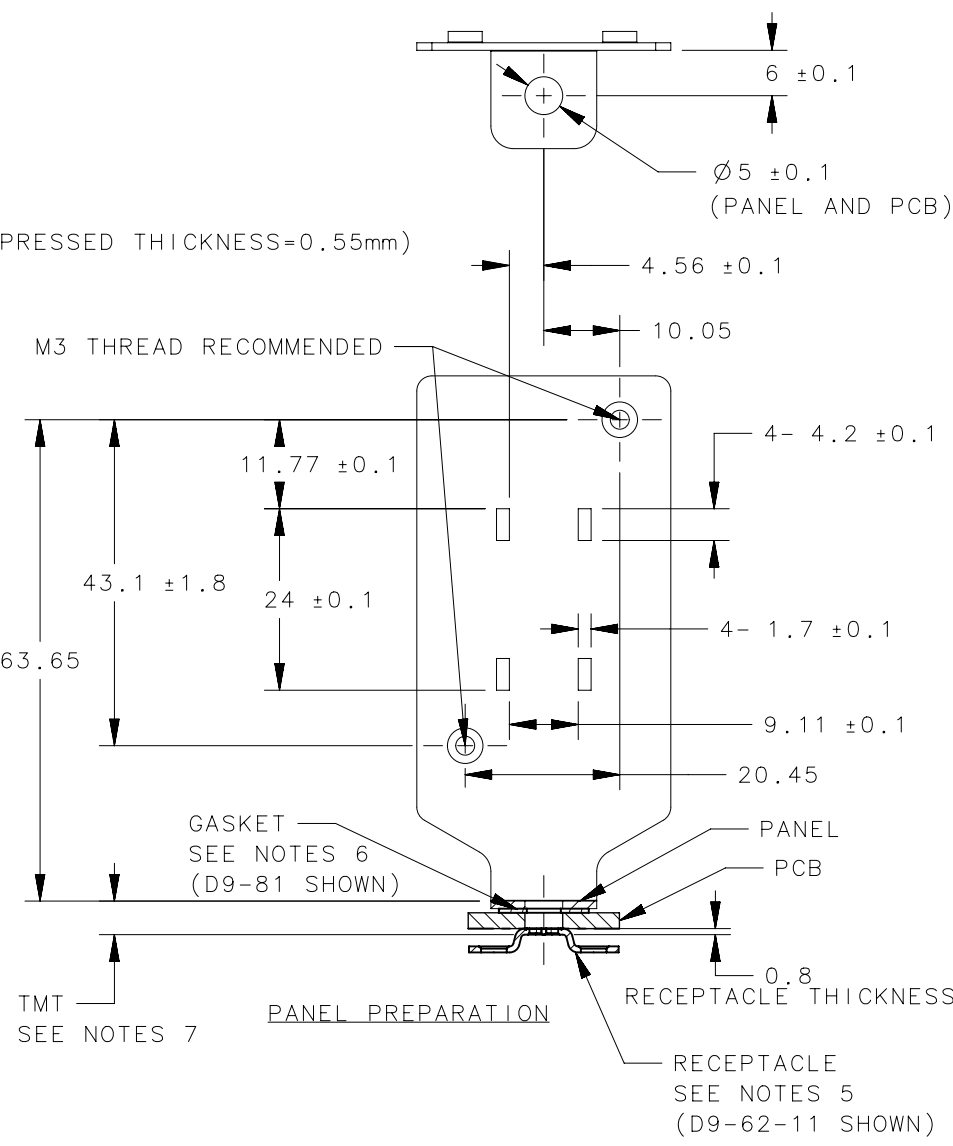 6 ±0.1
Ø5 ±0.1
(PANEL AND PCB)
PRESSED THICKNESS=0.55mm)
4.56 ±0.1
10.05
M3 THREAD RECOMMENDED
4- 4.2 ±0.1
11.77 ±0.1
43.1 ±1.8
24 ±0.1
4- 1.7 ±0.1
63.65
9.11 ±0.1
20.45
GASKET
SEE NOTES 6
(D9-81 SHOWN)
PANEL
PCB
0.8
RECEPTACLE THICKNESS
TMT
SEE NOTES 7
PANEL PREPARATION
RECEPTACLE
SEE NOTES 5
(D9-62-11 SHOWN)